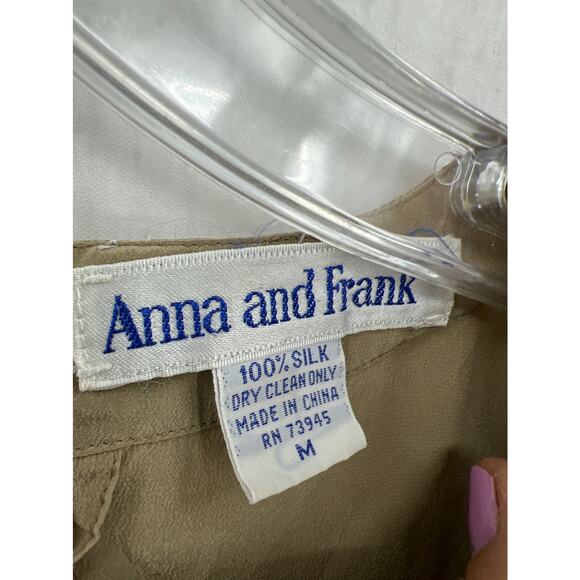 Anna and Frank
100% SILK
DRY CLEAN ONLY
MADE IN CHINA
RN 73945
M